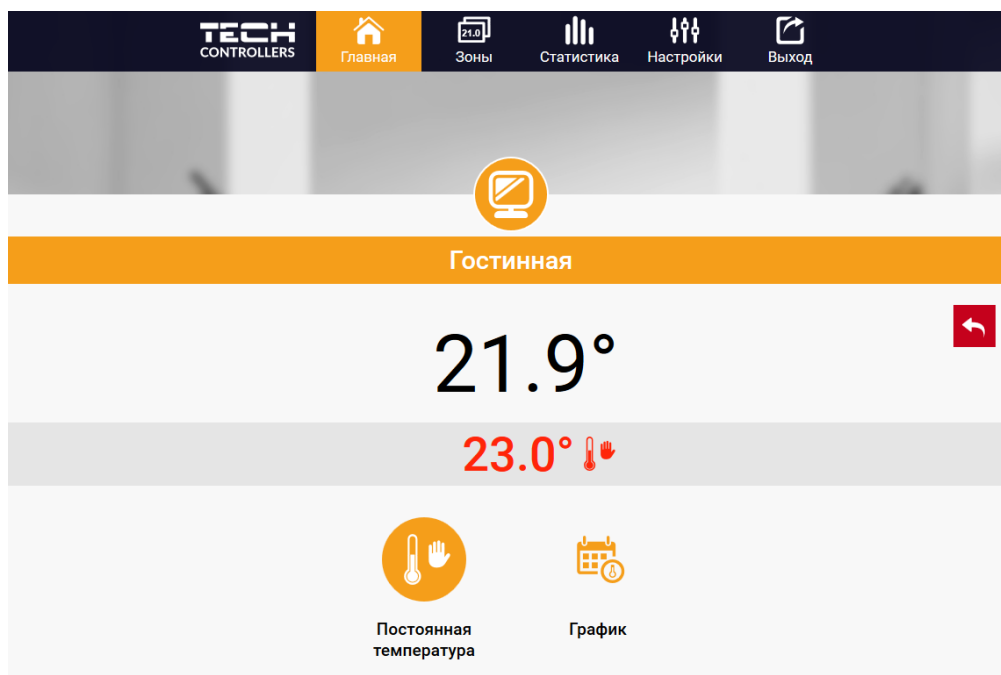 TECH
CONTROLLERS
Главная
21.0
Зоны
Статистика
Настройки
Выход
Гостинная
21.9°
23.0°
Постоянная
температура
График